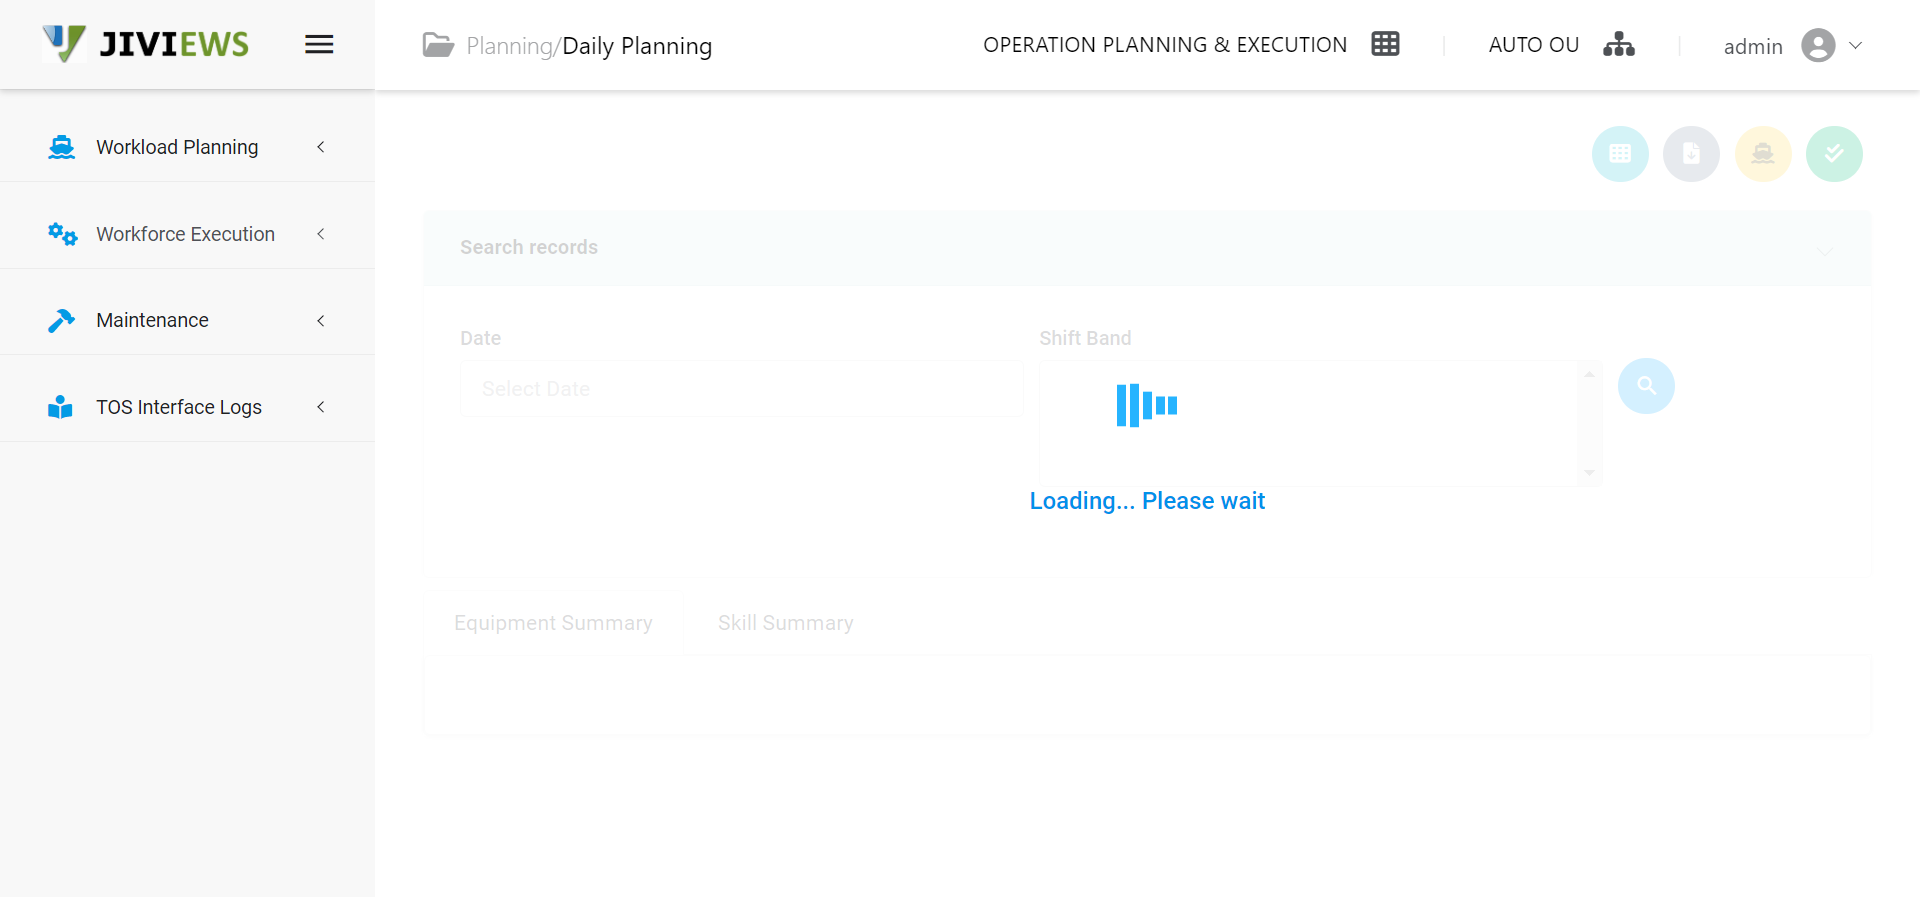 JIVIEWS
Planning/Daily Planning
OPERATION PLANNING & EXECUTION
AUTO OU
admin
Workload Planning
Workforce Execution
Maintenance
TOS Interface Logs
Search records
Date
Shift Band
Select Date
Loading... Please wait
Equipment Summary
Skill Summary